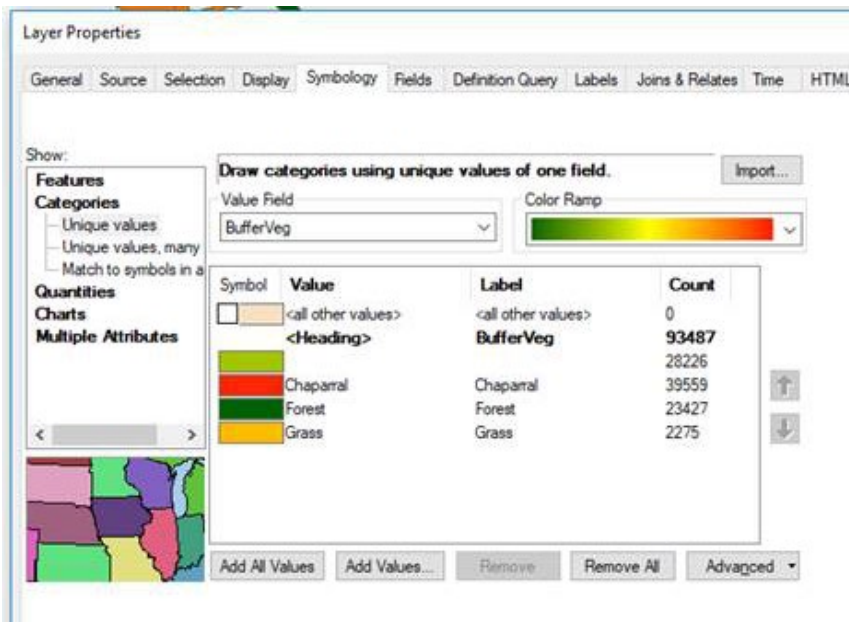 Layer Properties
General Source Selection Display Symbology Fields Definition Query Labels Joins & Relates Time HTML
Show:
Features
Categories
Unique values
Unique values, many
Match to symbols in a
Quantities
Charts
Multiple Attributes
Draw categories using unique values of one field.
Import...
Value Field
Color Ramp
BufferVeg
Symbol Value Label Count
<all other values> <all other values> 0
<Heading> BufferVeg 93487
28226
Chaparral Chaparral 39559
Forest Forest 23427
Grass Grass 2275
Add All Values Add Values... Remove Remove All Advanced